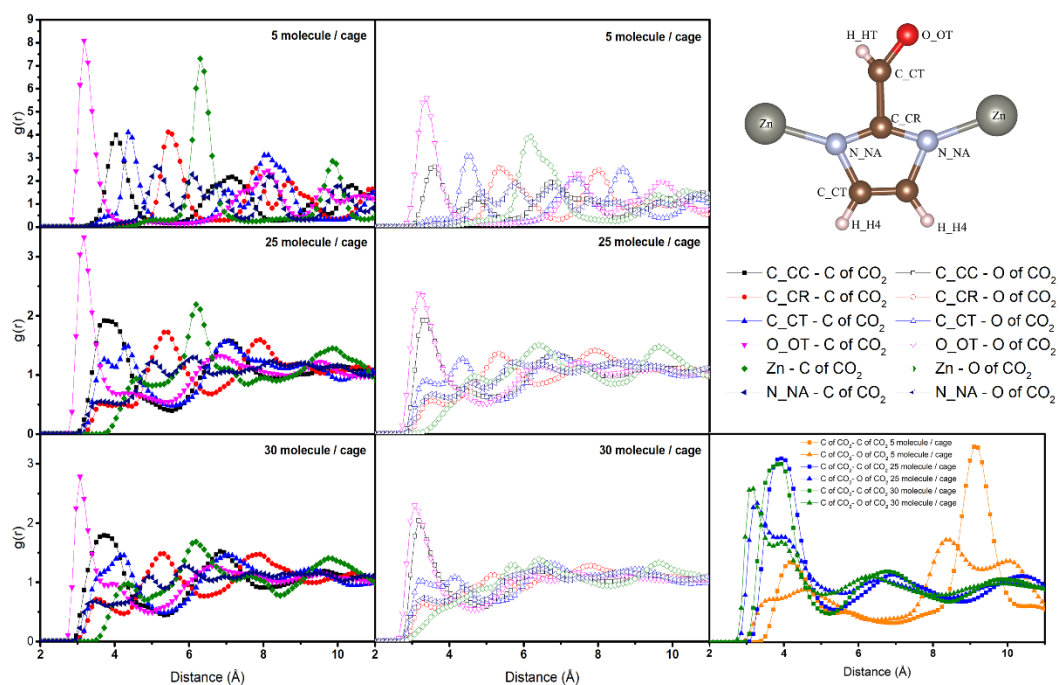 5 molecule / cage
9
8
7
6
5
4
3
2
1
0
g(r)
5 molecule / cage
H_HT
O_OT
C_CT
Zn
C_CR
Zn
N_NA
N_NA
C_CT
H_H4
H_H4
25 molecule / cage
3
2
1
0
g(r)
25 molecule / cage
C_CC - C of CO₂
C_CR - C of CO₂
C_CT - C of CO₂
O_OT - C of CO₂
Zn - C of CO₂
N_NA - C of CO₂
C_CC - O of CO₂
C_CR - O of CO₂
C_CT - O of CO₂
O_OT - O of CO₂
Zn - O of CO₂
N_NA - O of CO₂
30 molecule / cage
3
2
1
0
g(r)
2 4 6 8 10
Distance (Å)
30 molecule / cage
2 4 6 8 10
Distance (Å)
C of CO₂- C of CO₂ 5 molecule / cage
C of CO₂- O of CO₂ 5 molecule / cage
C of CO₂- C of CO₂ 25 molecule / cage
C of CO₂- O of CO₂ 25 molecule / cage
C of CO₂- C of CO₂ 30 molecule / cage
C of CO₂- O of CO₂ 30 molecule / cage
2 4 6 8 10
Distance (Å)